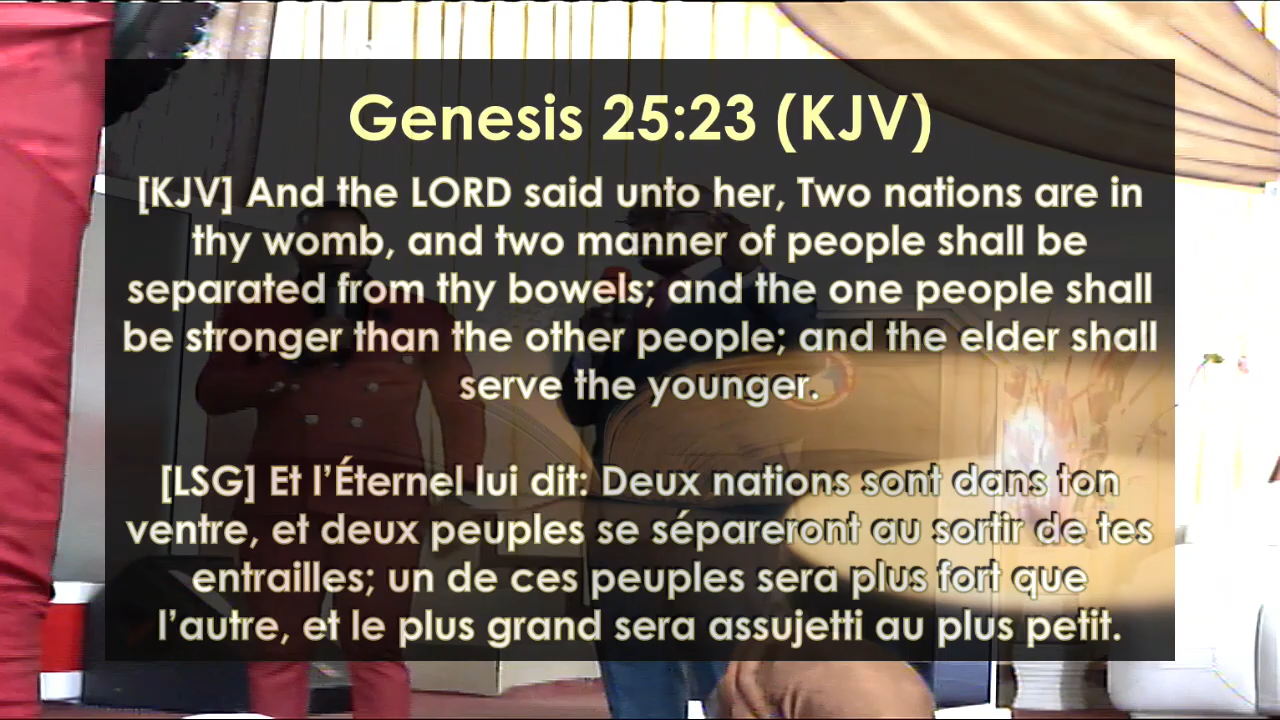 Genesis 25:23 (KJV)
[KJV] And the LORD said unto her, Two nations are in
thy womb, and two manner of people shall be
separated from thy bowels; and the one people shall
be stronger than the other people; and the elder shall
serve the younger.
[LSG] Et l’Éternel lui dit: Deux nations sont dans ton
ventre, et deux peuples se sépareront au sortir de tes
entrailles; un de ces peuples sera plus fort que
l’autre, et le plus grand sera assujetti au plus petit.